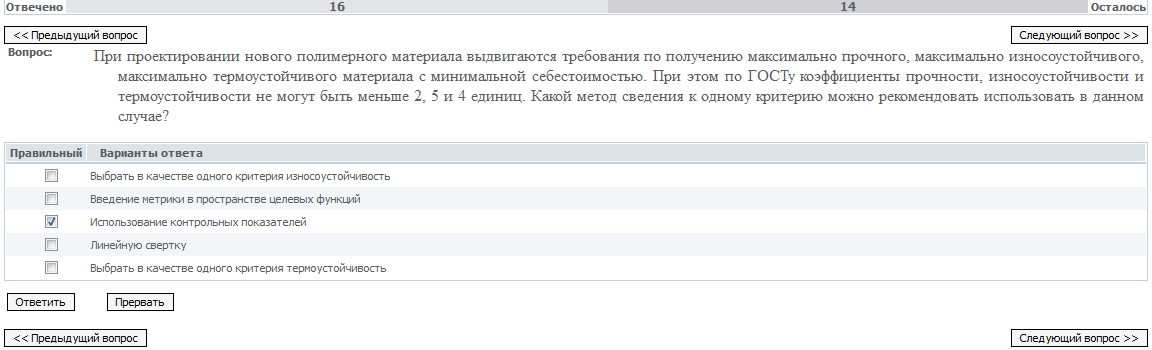 Отвечено 16 14 Осталось
<< Предыдущий вопрос Следующий вопрос >>
Вопрос: При проектировании нового полимерного материала выдвигаются требования по получению максимально прочного, максимально износоустойчивого,
максимально термоустойчивого материала с минимальной себестоимостью. При этом по ГОСТу коэффициенты прочности, износоустойчивости и
термоустойчивости не могут быть меньше 2, 5 и 4 единиц. Какой метод сведения к одному критерию можно рекомендовать использовать в данном
случае?
Правильный Варианты ответа
Выбрать в качестве одного критерия износоустойчивость
Введение метрики в пространстве целевых функций
Использование контрольных показателей
Линейную свертку
Выбрать в качестве одного критерия термоустойчивость
Ответить Прервать
<< Предыдущий вопрос Следующий вопрос >>